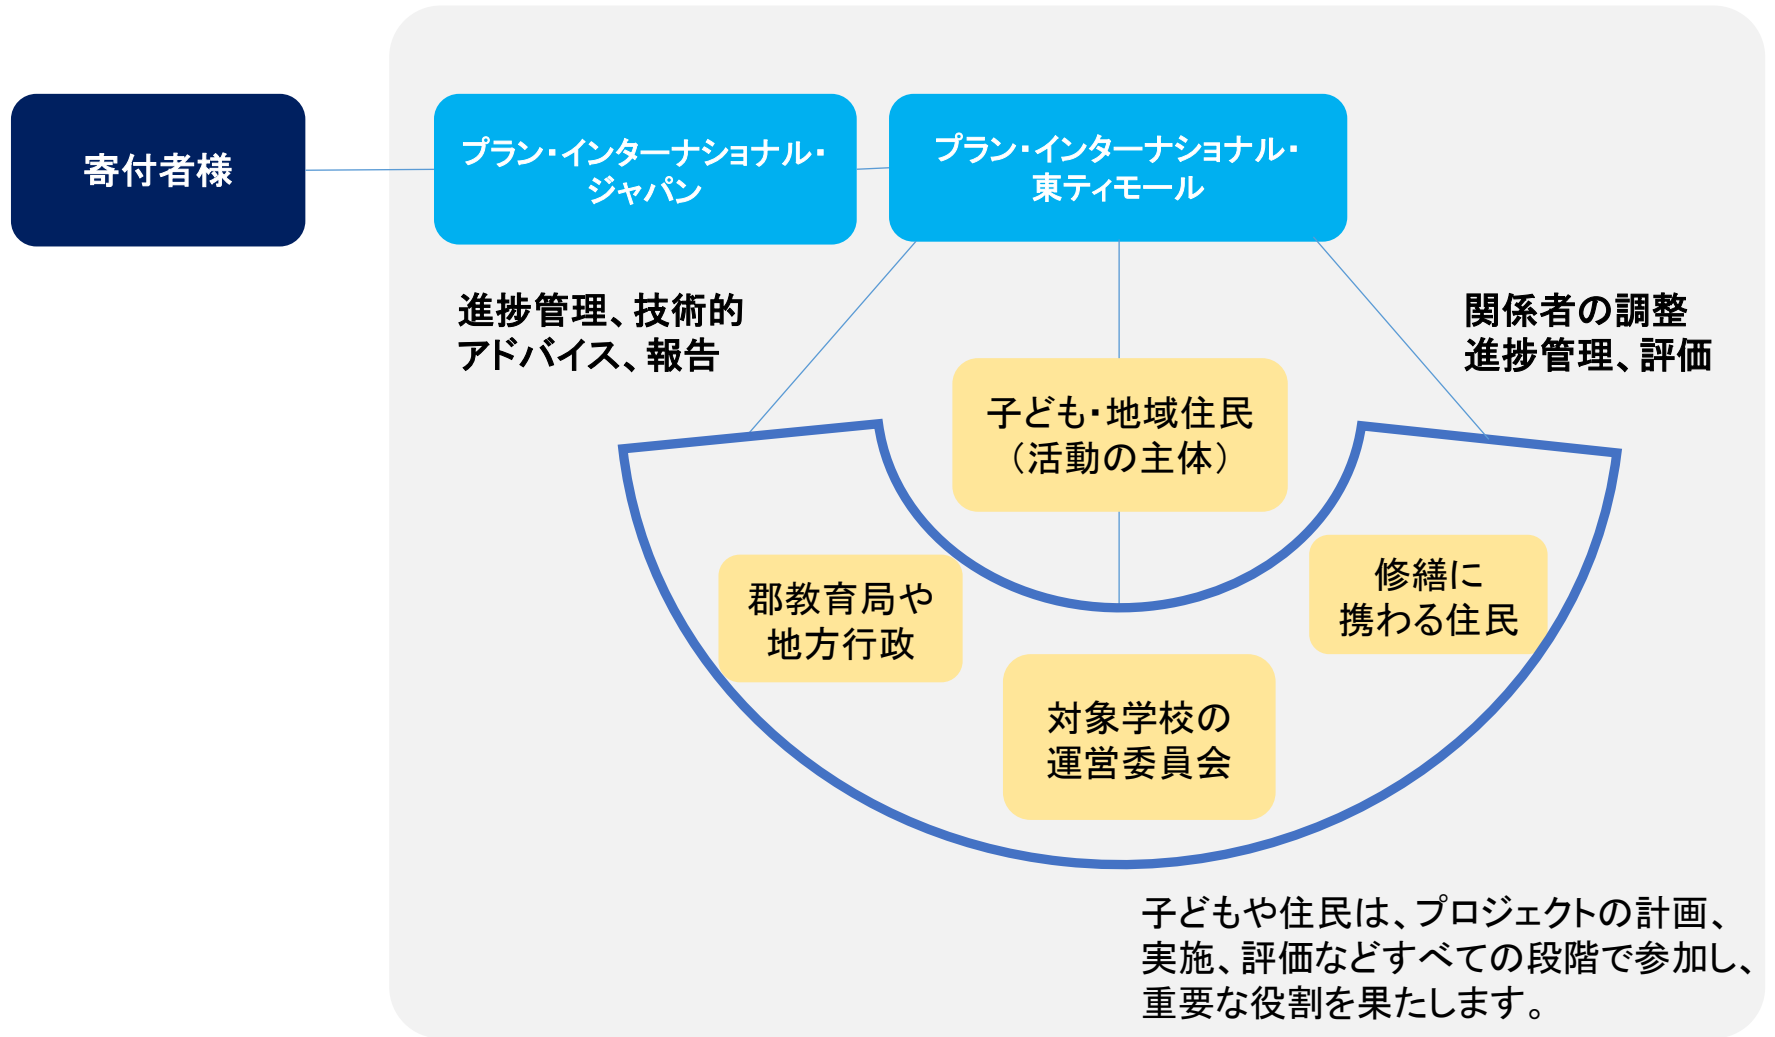 寄付者様
プラン・インターナショナル・
ジャパン
プラン・インターナショナル・
東ティモール
進捗管理、技術的
アドバイス、報告
関係者の調整
進捗管理、評価
子ども・地域住民
（活動の主体）
郡教育局や
地方行政
修繕に
携わる住民
対象学校の
運営委員会
子どもや住民は、プロジェクトの計画、
実施、評価などすべての段階で参加し、
重要な役割を果たします。